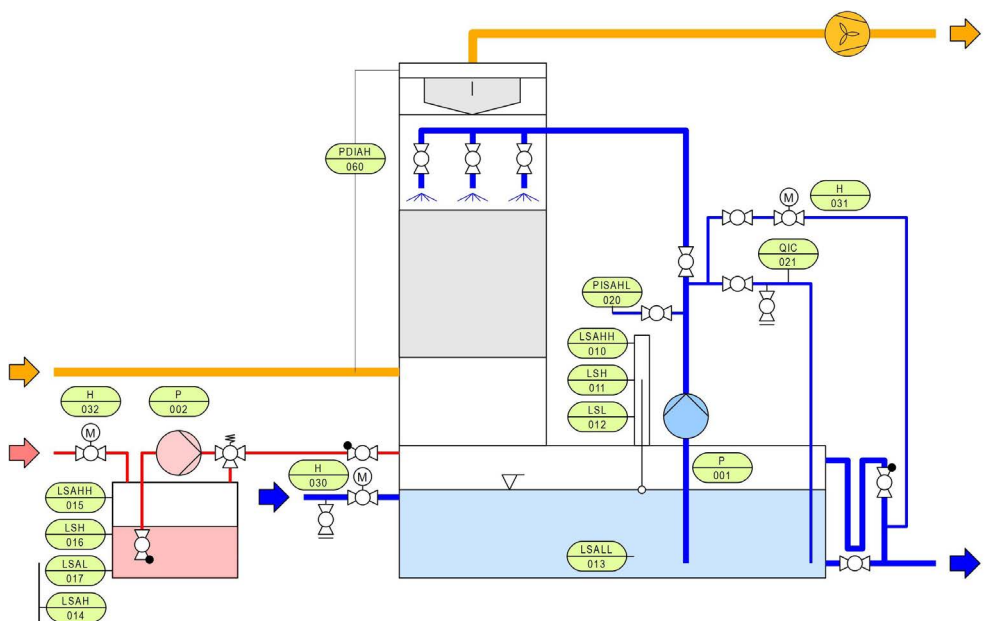 PDIAH
060
M
H
031
QIC
021
PISAHL
020
LSAHH
010
LSH
011
LSL
012
H
032
P
002
M
H
030
M
P
001
LSAHH
015
LSH
016
LSAL
017
LSAH
014
LSALL
013